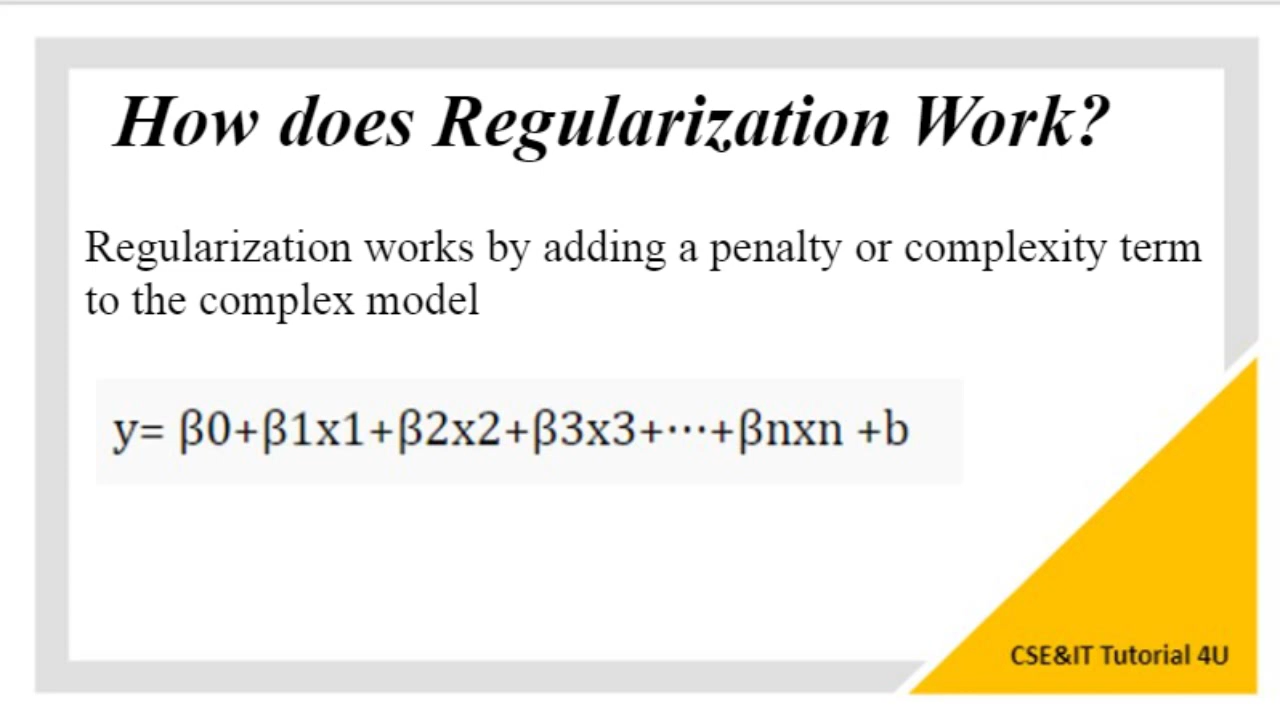 How does Regularization Work?
Regularization works by adding a penalty or complexity term
to the complex model
y= β0+β1x1+β2x2+β3x3+⋯+βnxn +b
CSE&IT Tutorial 4U